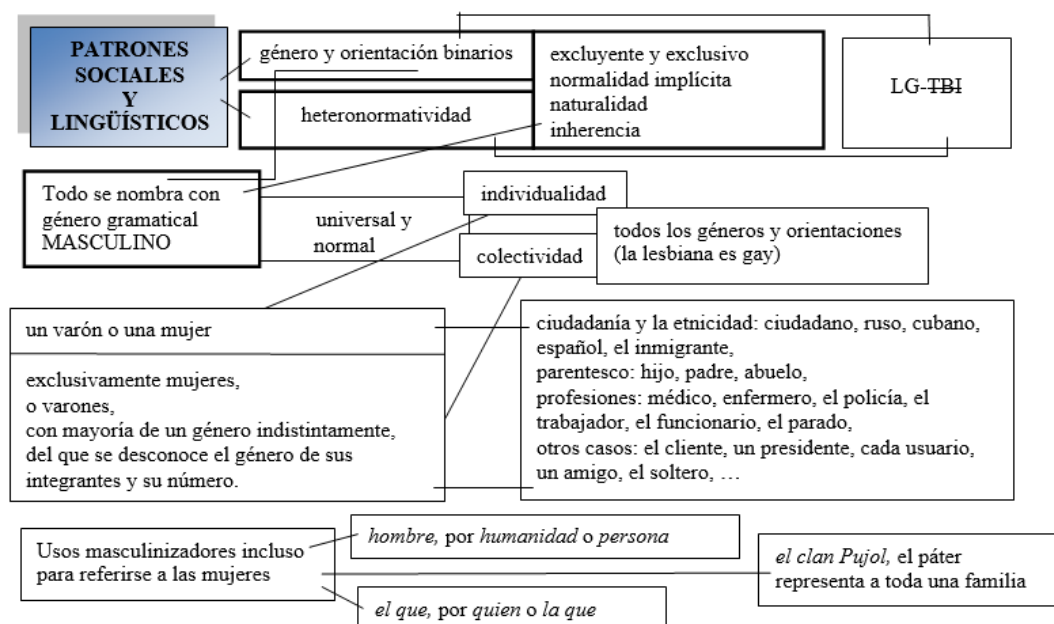 PATRONES
SOCIALES
Y
LINGÜÍSTICOS
género y orientación binarios
heteronormatividad
excluyente y exclusivo
normalidad implícita
naturalidad
inherencia
LG-TBI
Todo se nombra con
género gramatical
MASCULINO
universal y
normal
individualidad
colectividad
todos los géneros y orientaciones
(la lesbiana es gay)
un varón o una mujer
exclusivamente mujeres,
o varones,
con mayoría de un género indistintamente,
del que se desconoce el género de sus
integrantes y su número.
ciudadanía y la etnicidad: ciudadano, ruso, cubano,
español, el inmigrante,
parentesco: hijo, padre, abuelo,
profesiones: médico, enfermero, el policía, el
trabajador, el funcionario, el parado,
otros casos: el cliente, un presidente, cada usuario,
un amigo, el soltero, …
Usos masculinizadores incluso
para referirse a las mujeres
hombre, por humanidad o persona
el clan Pujol, el páter
representa a toda una familia
el que, por quien o la que